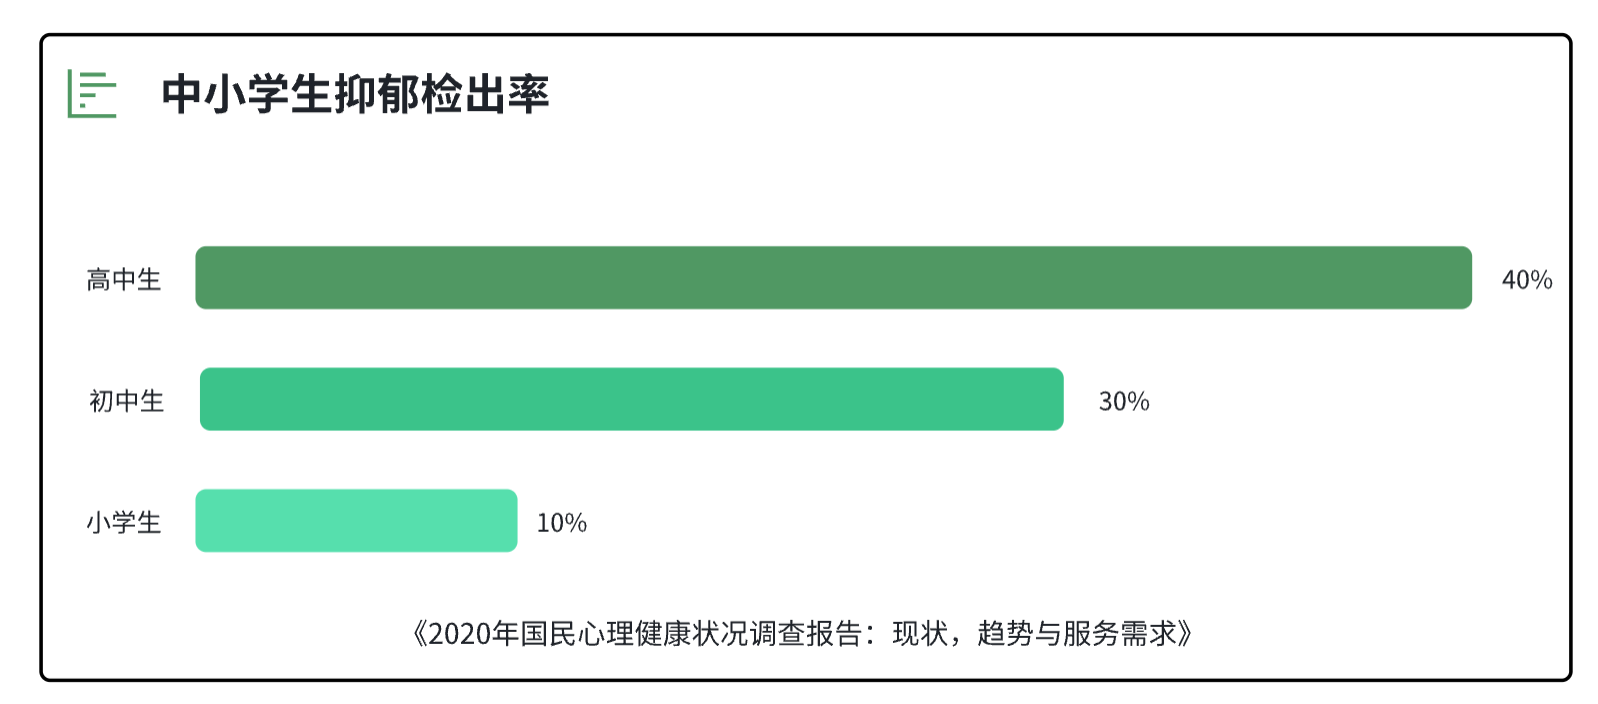 中小学生抑郁检出率
高中生 40%
初中生 30%
小学生 10%
《2020年国民心理健康状况调查报告：现状，趋势与服务需求》